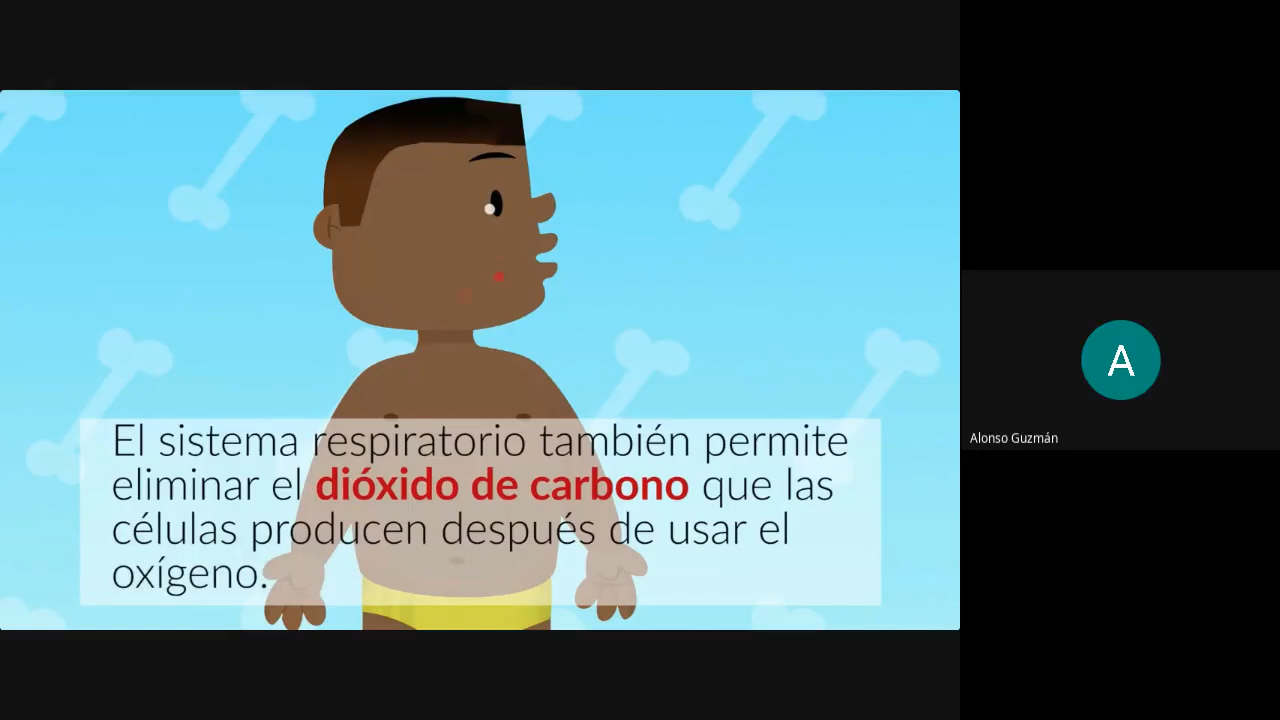 El sistema respiratorio también permite
eliminar el dióxido de carbono que las
células producen después de usar el
oxígeno.
A
Alonso Guzmán